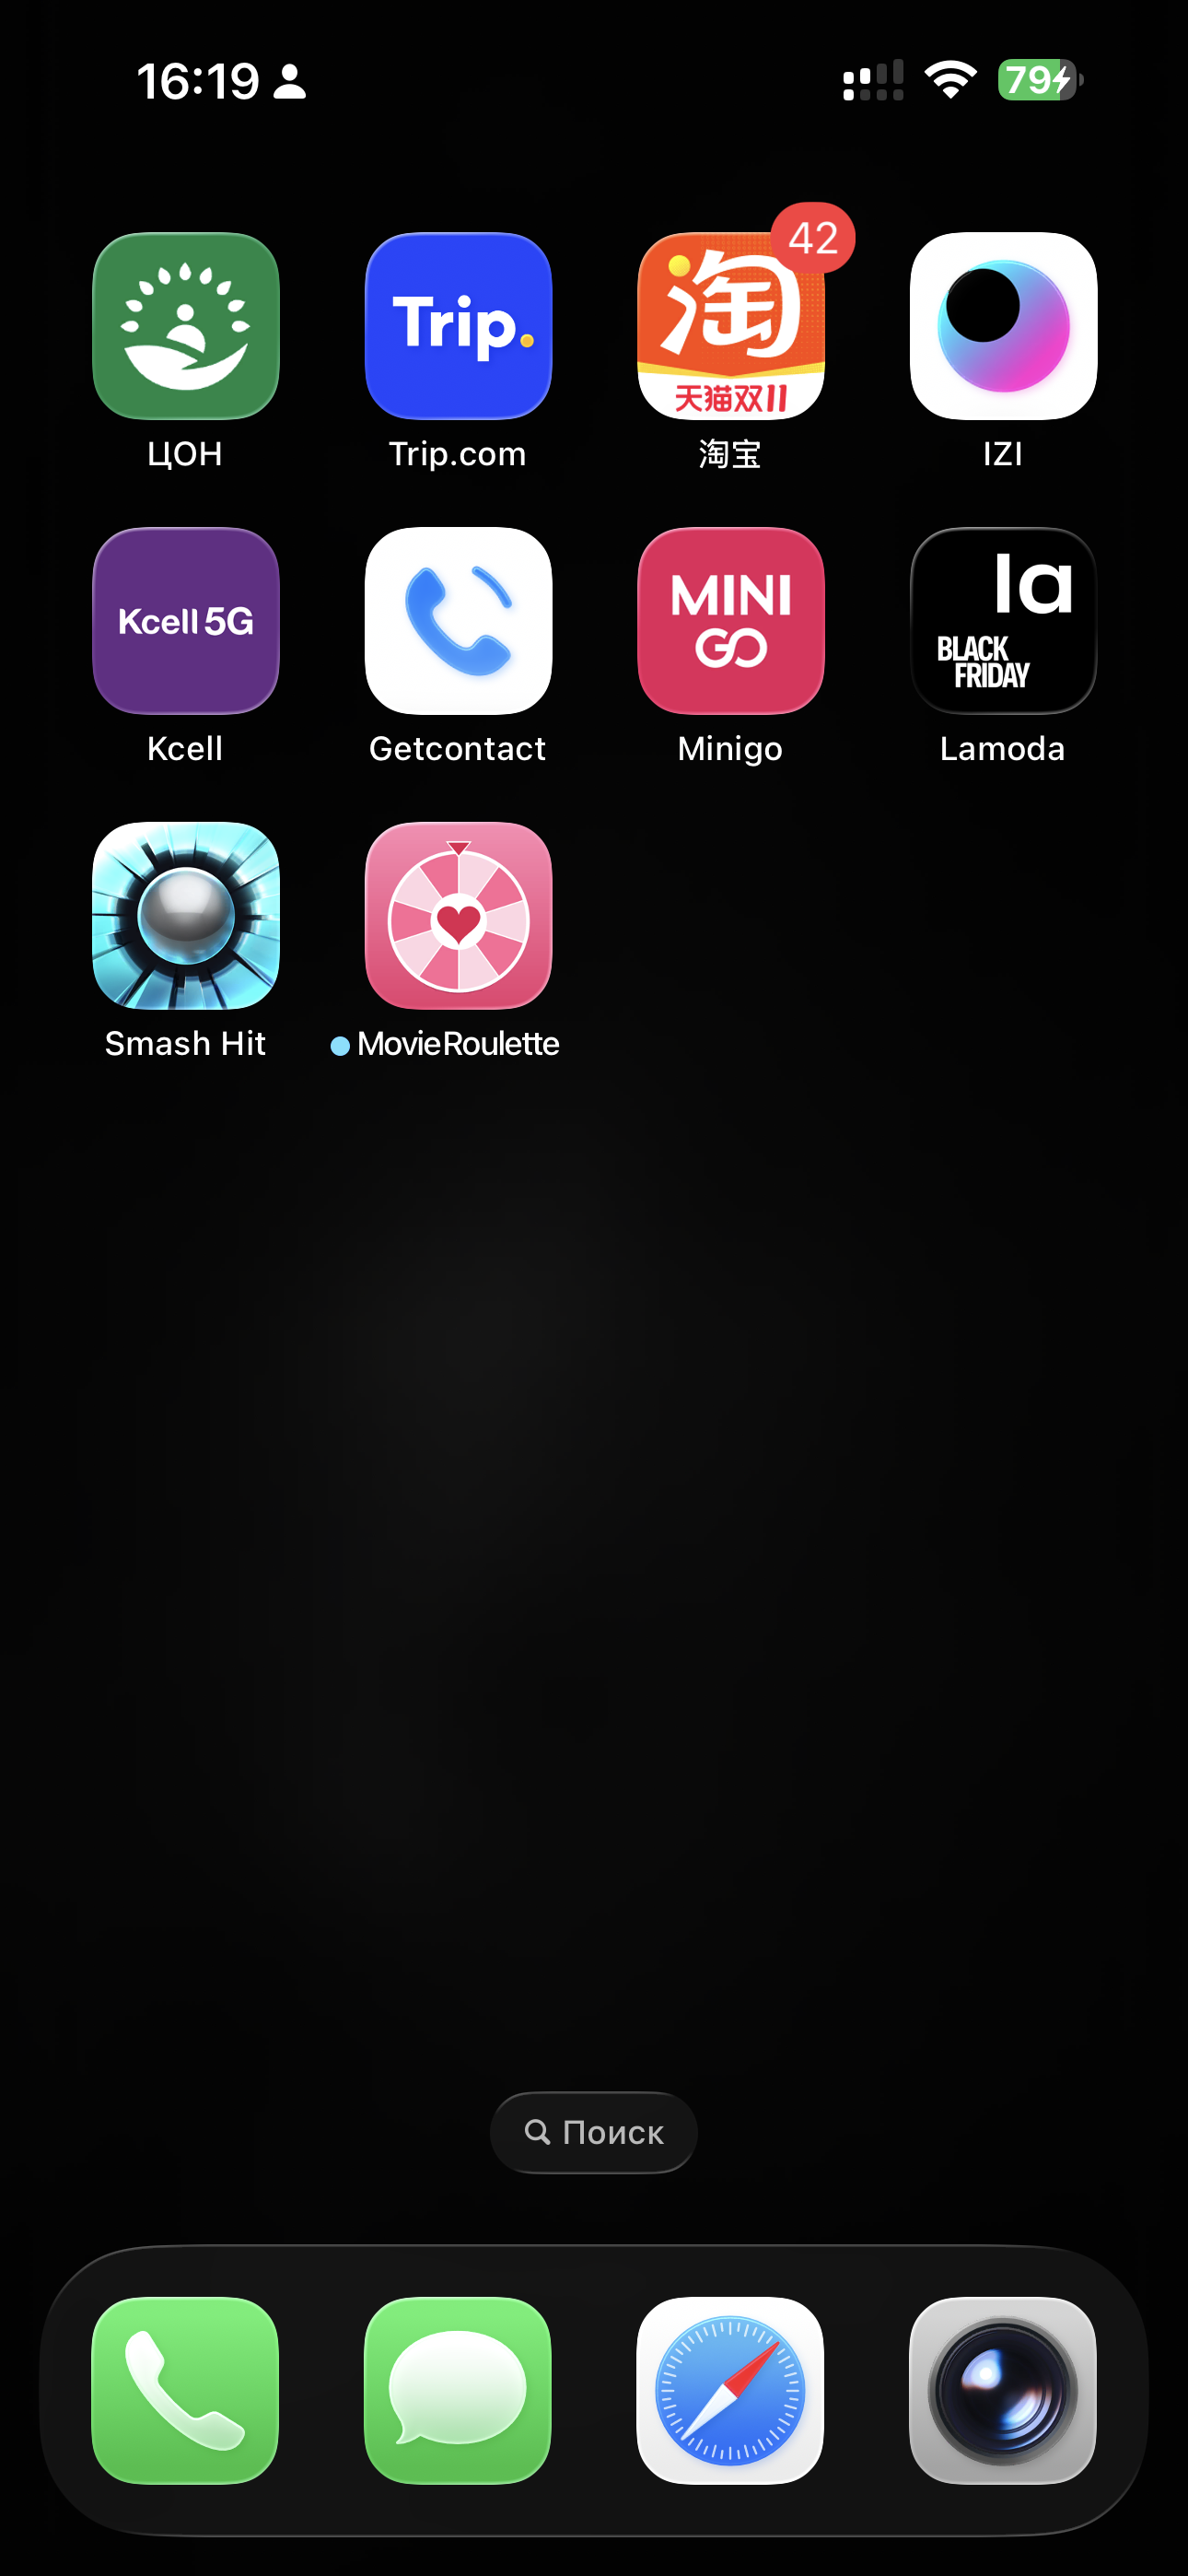 16:19
79
42
Trip.
淘
天猫双11
ЦОН
Trip.com
淘宝
IZI
Kcell 5G
MINI
GO
la
BLACK
FRIDAY
Kcell
Getcontact
Minigo
Lamoda
Smash Hit
MovieRoulette
Поиск